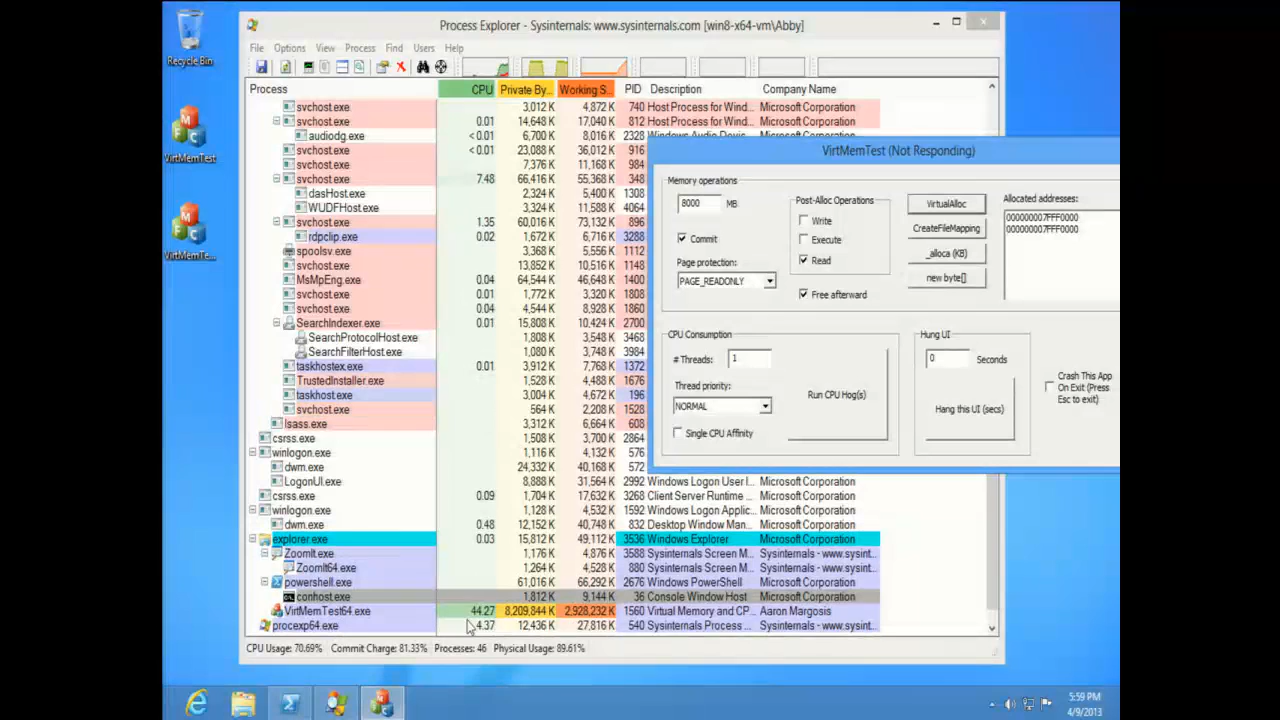 Recycle Bin
VirtMemTest
VirtMemTe...
Process Explorer - Sysinternals: www.sysinternals.com [win8-x64-vm\Abby]
File Options View Process Find Users Help
Process CPU Private By... Working S... PID Description Company Name
svchost.exe 3,012 K 4,872 K 740 Host Process for Wind... Microsoft Corporation
svchost.exe 0.01 14,648 K 17,040 K 812 Host Process for Wind... Microsoft Corporation
audiodg.exe < 0.01 6,700 K 8,016 K 2328 Windows Audio Devic...
svchost.exe < 0.01 23,088 K 36,012 K 916
svchost.exe 7,376 K 11,168 K 984
svchost.exe 7.48 66,416 K 55,368 K 348
dasHost.exe 2,324 K 5,400 K 1308
WUDFHost.exe 3,324 K 11,588 K 4064
svchost.exe 1.35 60,016 K 73,132 K 896
rdpclip.exe 0.02 1,672 K 6,716 K 3288
spoolsv.exe 3,368 K 5,556 K 1112
svchost.exe 13,852 K 10,516 K 1148
MsMpEng.exe 0.04 64,544 K 46,648 K 1400
svchost.exe 0.01 1,772 K 3,320 K 1808
svchost.exe 0.04 4,544 K 8,928 K 1860
SearchIndexer.exe 0.01 15,808 K 10,424 K 2700
SearchProtocolHost.exe 1,808 K 3,548 K 3468
SearchFilterHost.exe 1,080 K 3,748 K 3984
taskhostex.exe 0.01 3,912 K 7,768 K 1372
TrustedInstaller.exe 1,528 K 4,488 K 1676
taskhost.exe 3,004 K 4,672 K 196
svchost.exe 564 K 2,208 K 1528
lsass.exe 3,312 K 6,664 K 608
csrss.exe 1,508 K 3,700 K 2864
winlogon.exe 1,116 K 4,132 K 576
dwm.exe 24,332 K 40,168 K 572
LogonUI.exe 8,888 K 31,564 K 2992 Windows Logon User I... Microsoft Corporation
csrss.exe 0.09 1,704 K 17,632 K 3268 Client Server Runtime ... Microsoft Corporation
winlogon.exe 1,128 K 4,532 K 1592 Windows Logon Applic... Microsoft Corporation
dwm.exe 0.48 12,152 K 40,748 K 832 Desktop Window Man... Microsoft Corporation
explorer.exe 0.03 15,812 K 49,112 K 3536 Windows Explorer Microsoft Corporation
ZoomIt.exe 1,176 K 4,876 K 3588 Sysinternals Screen M... Sysinternals - www.sysint...
ZoomIt64.exe 1,264 K 4,528 K 880 Sysinternals Screen M... Sysinternals - www.sysint...
powershell.exe 61,016 K 66,292 K 2676 Windows PowerShell Microsoft Corporation
conhost.exe 1,812 K 9,144 K 36 Console Window Host Microsoft Corporation
VirtMemTest64.exe 44.27 8,209,844 K 2,928,232 K 1560 Virtual Memory and CP... Aaron Margosis
procexp64.exe 4.37 12,436 K 27,816 K 540 Sysinternals Process ... Sysinternals - www.sysint...
CPU Usage: 70.69% Commit Charge: 81.33% Processes: 46 Physical Usage: 89.61%
VirtMemTest (Not Responding)
Memory operations
8000 MB
Commit
Page protection:
PAGE_READONLY
Post-Alloc Operations
Write
Execute
Read
Free afterward
VirtualAlloc
CreateFileMapping
_alloca (KB)
new byte[]
Allocated addresses:
000000007FFF0000
000000007FFF0000
CPU Consumption
# Threads: 1
Thread priority:
NORMAL
Run CPU Hog(s)
Single CPU Affinity
Hung UI
0 Seconds
Hang this UI (secs)
Crash This App
On Exit (Press
Esc to exit)
5:59 PM
4/9/2013